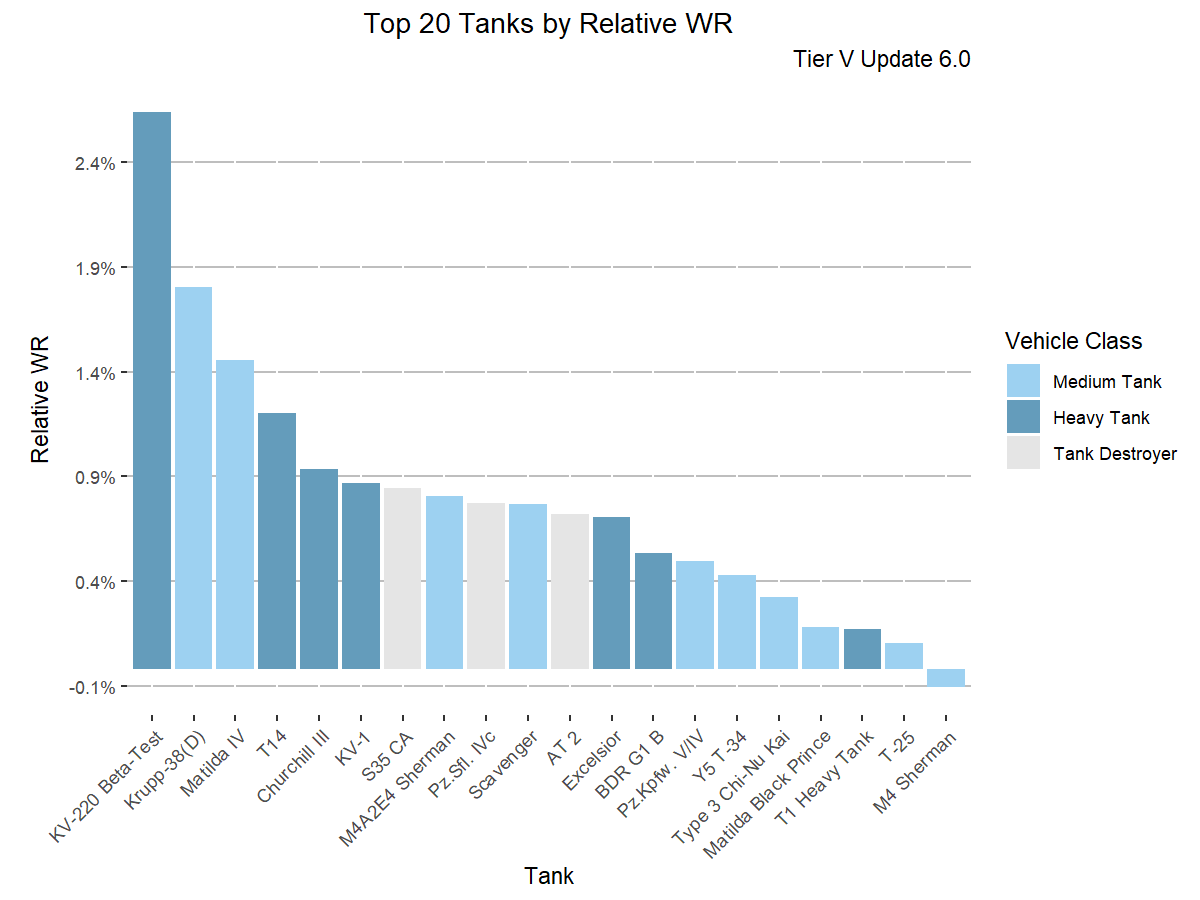 Top 20 Tanks by Relative WR
Tier V Update 6.0
2.4%
1.9%
1.4%
0.9%
0.4%
-0.1%
Relative WR
KV-220 Beta-Test
Krupp-38(D)
Matilda IV
T14
Churchill III
KV-1
S35 CA
M4A2E4 Sherman
Pz.Sfl. IVc
Scavenger
AT 2
Excelsior
BDR G1 B
Pz.Kpfw. V/IV
Y5 T-34
Type 3 Chi-Nu Kai
Matilda Black Prince
T1 Heavy Tank
T-25
M4 Sherman
Tank
Vehicle Class
Medium Tank
Heavy Tank
Tank Destroyer